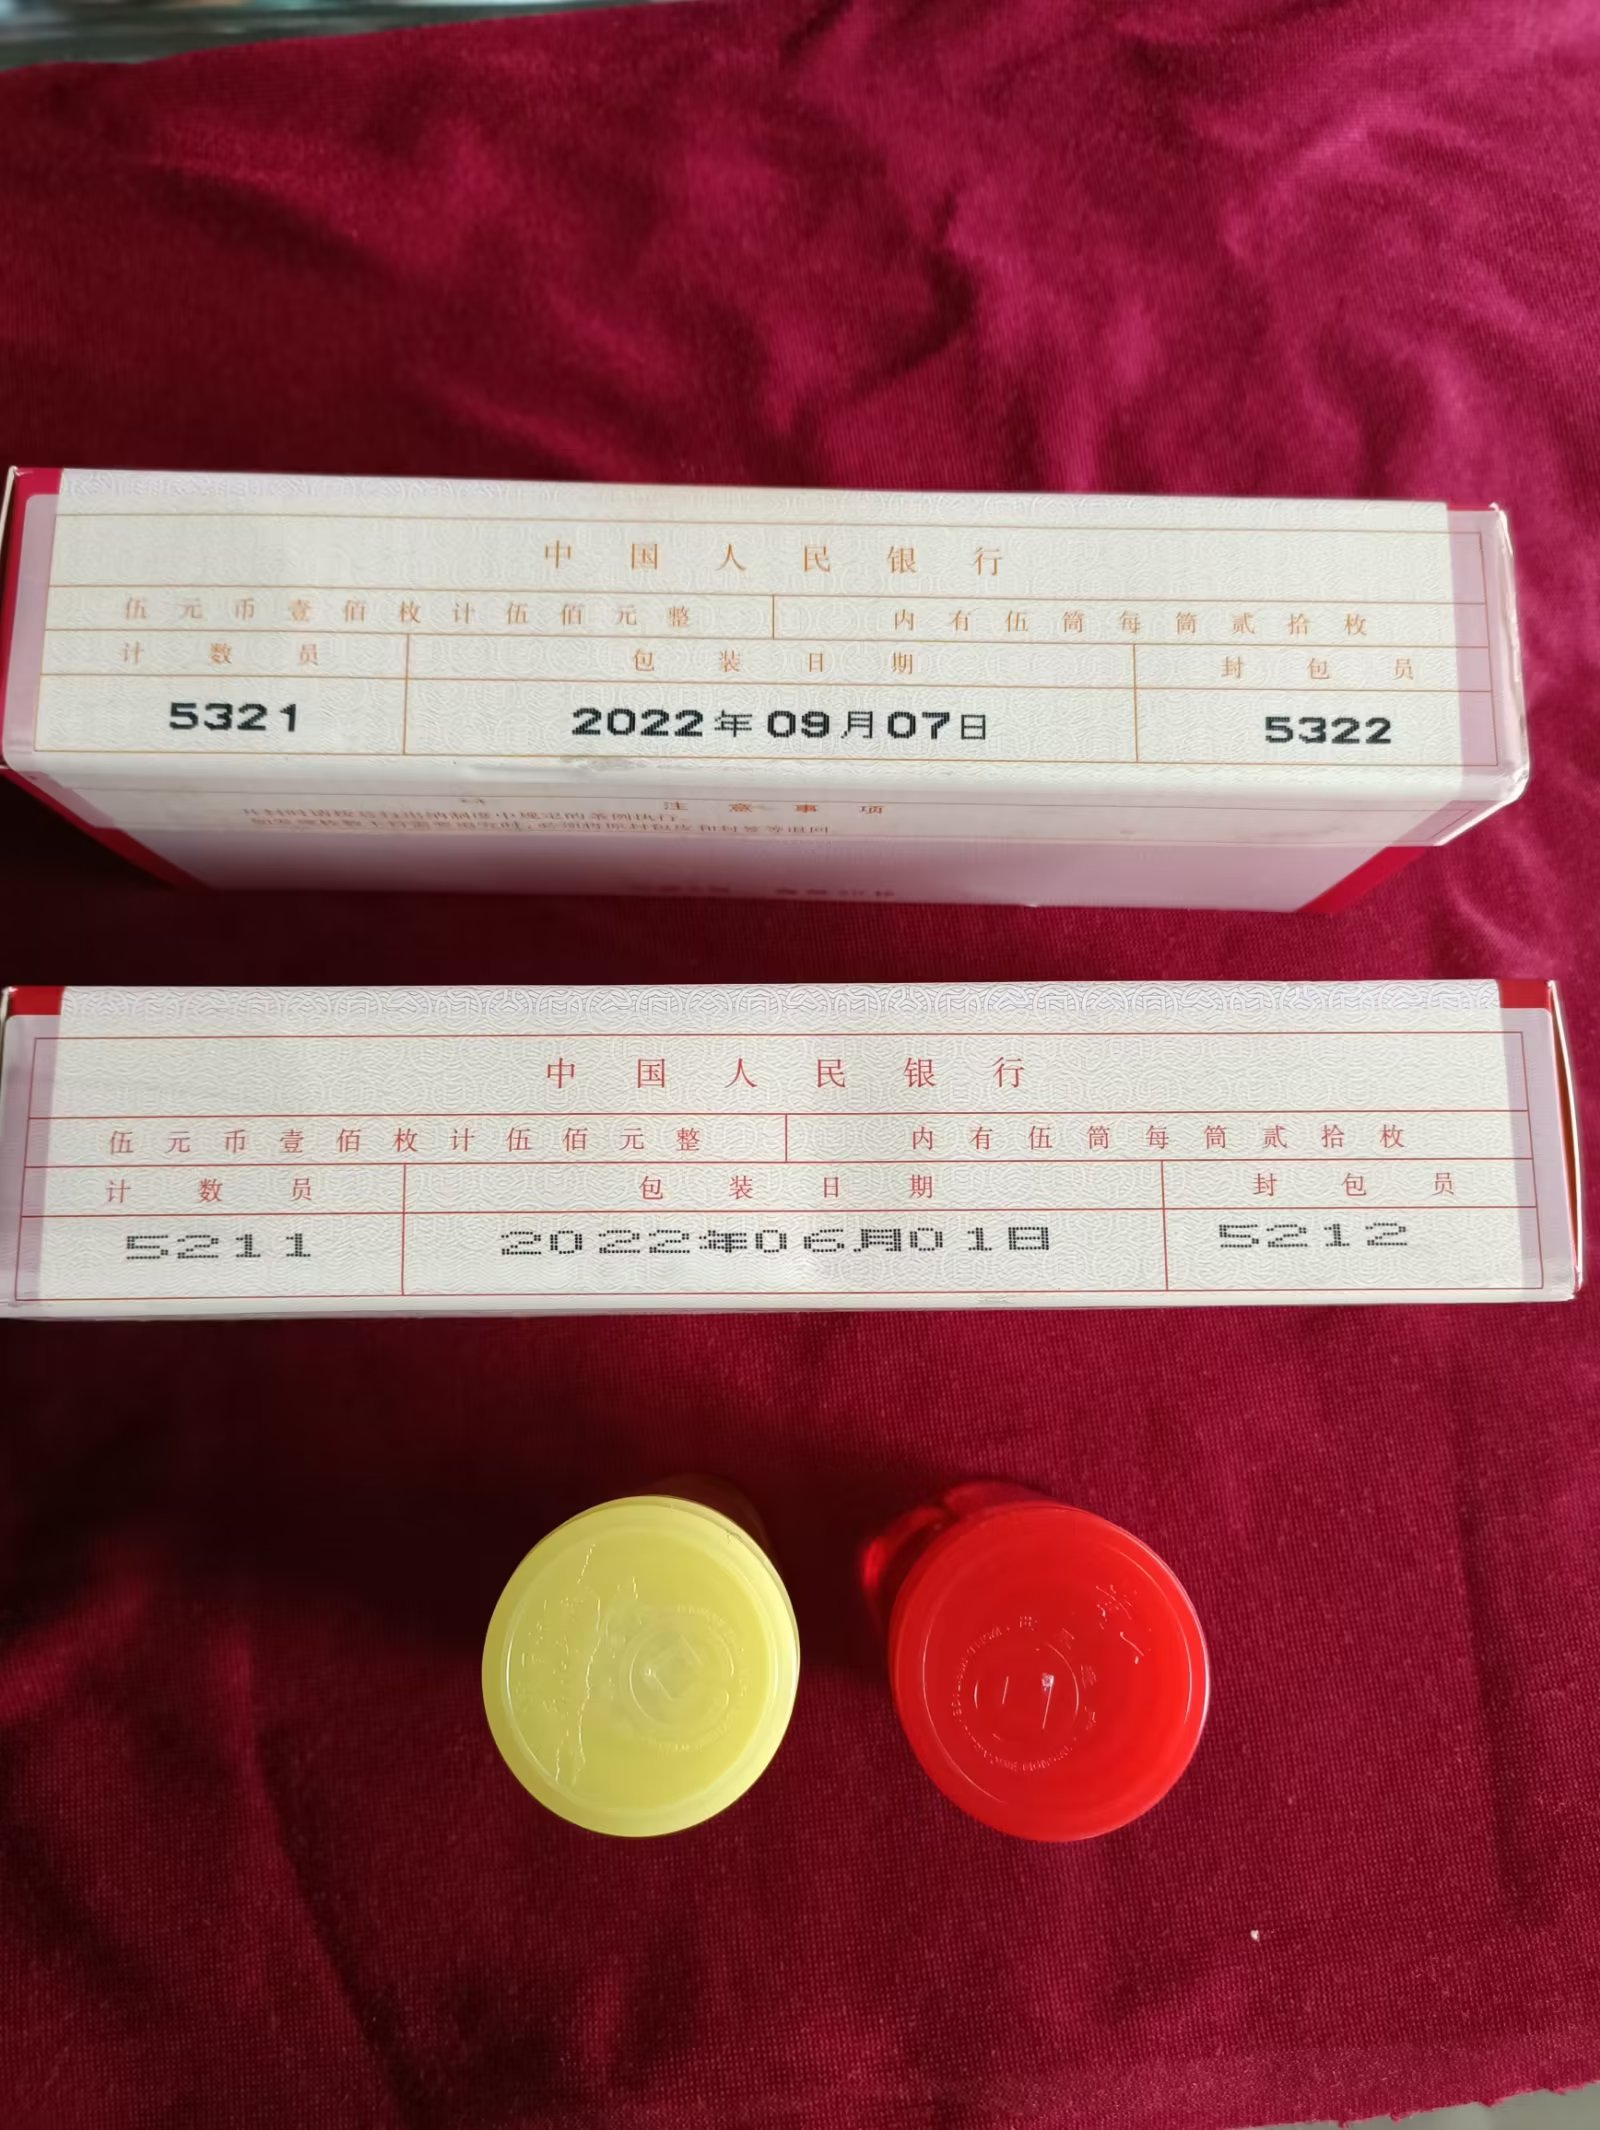 中国人民银行
伍元币壹佰枚计伍佰元整 内有伍筒每筒贰拾枚
计数员 包装日期 封包员
5321 2022年09月07日 5322
注意事项
中国人民银行
伍元币壹佰枚计伍佰元整 内有伍筒每筒贰拾枚
计数员 包装日期 封包员
5211 2022年06月01日 5212